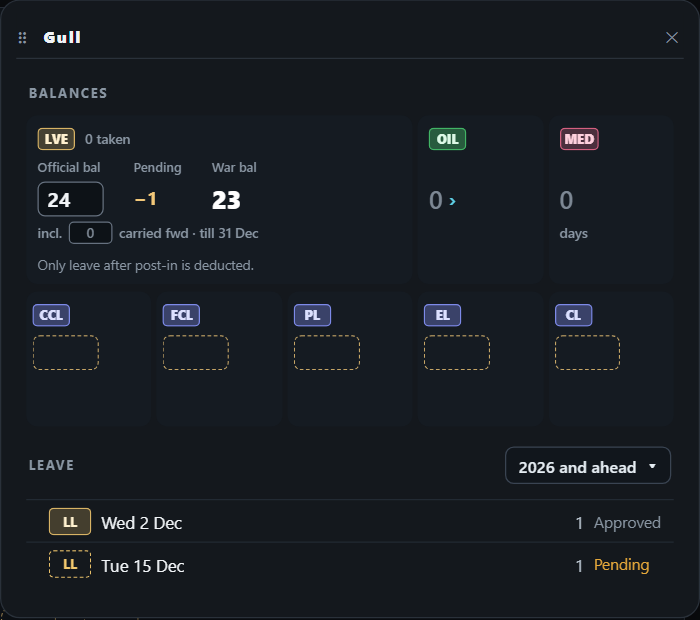 Gull
BALANCES
LVE 0 taken
Official bal Pending War bal
24 −1 23
incl. 0 carried fwd · till 31 Dec
Only leave after post-in is deducted.
OIL
0 ›
MED
0
days
CCL FCL PL EL CL
LEAVE 2026 and ahead
LL Wed 2 Dec 1 Approved
LL Tue 15 Dec 1 Pending